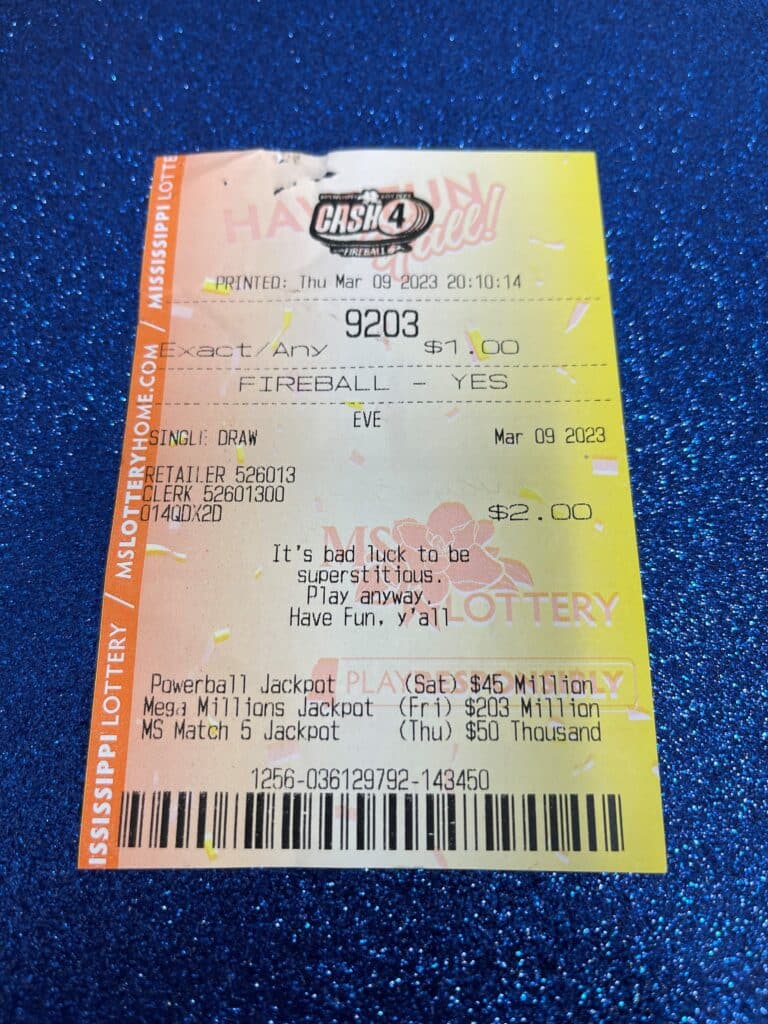 HAVE FUN
y'all!
CASH 4
FIREBALL
PRINTED: Thu Mar 09 2023 20:10:14
9203
Exact/Any $1.00
FIREBALL - YES
EVE
SINGLE DRAW Mar 09 2023
RETAILER 526013
CLERK 52601300
014QDX2D $2.00
It's bad luck to be
superstitious.
Play anyway.
Have Fun, y'all
MS LOTTERY
PLAY RESPONSIBLY
Powerball Jackpot (Sat) $45 Million
Mega Millions Jackpot (Fri) $203 Million
MS Match 5 Jackpot (Thu) $50 Thousand
1256-036129792-143450
ISSISSIPPI LOTTERY / MSLOTTERYHOME.COM / MISSISSIPPI LOTTE